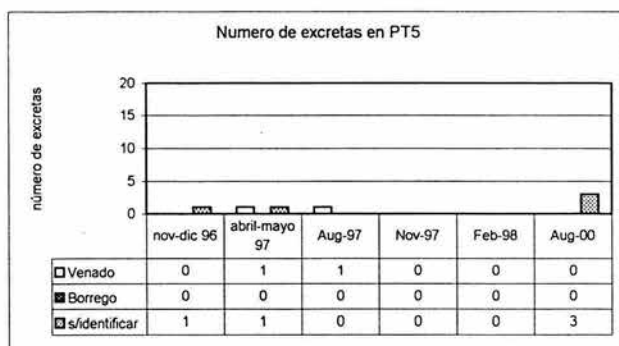 Numero de excretas en PT5
número de excretas
20
15
10
5
0
nov-dic 96 abril-mayo 97 Aug-97 Nov-97 Feb-98 Aug-00
Venado 0 1 1 0 0 0
Borrego 0 0 0 0 0 0
s/identificar 1 1 0 0 0 3